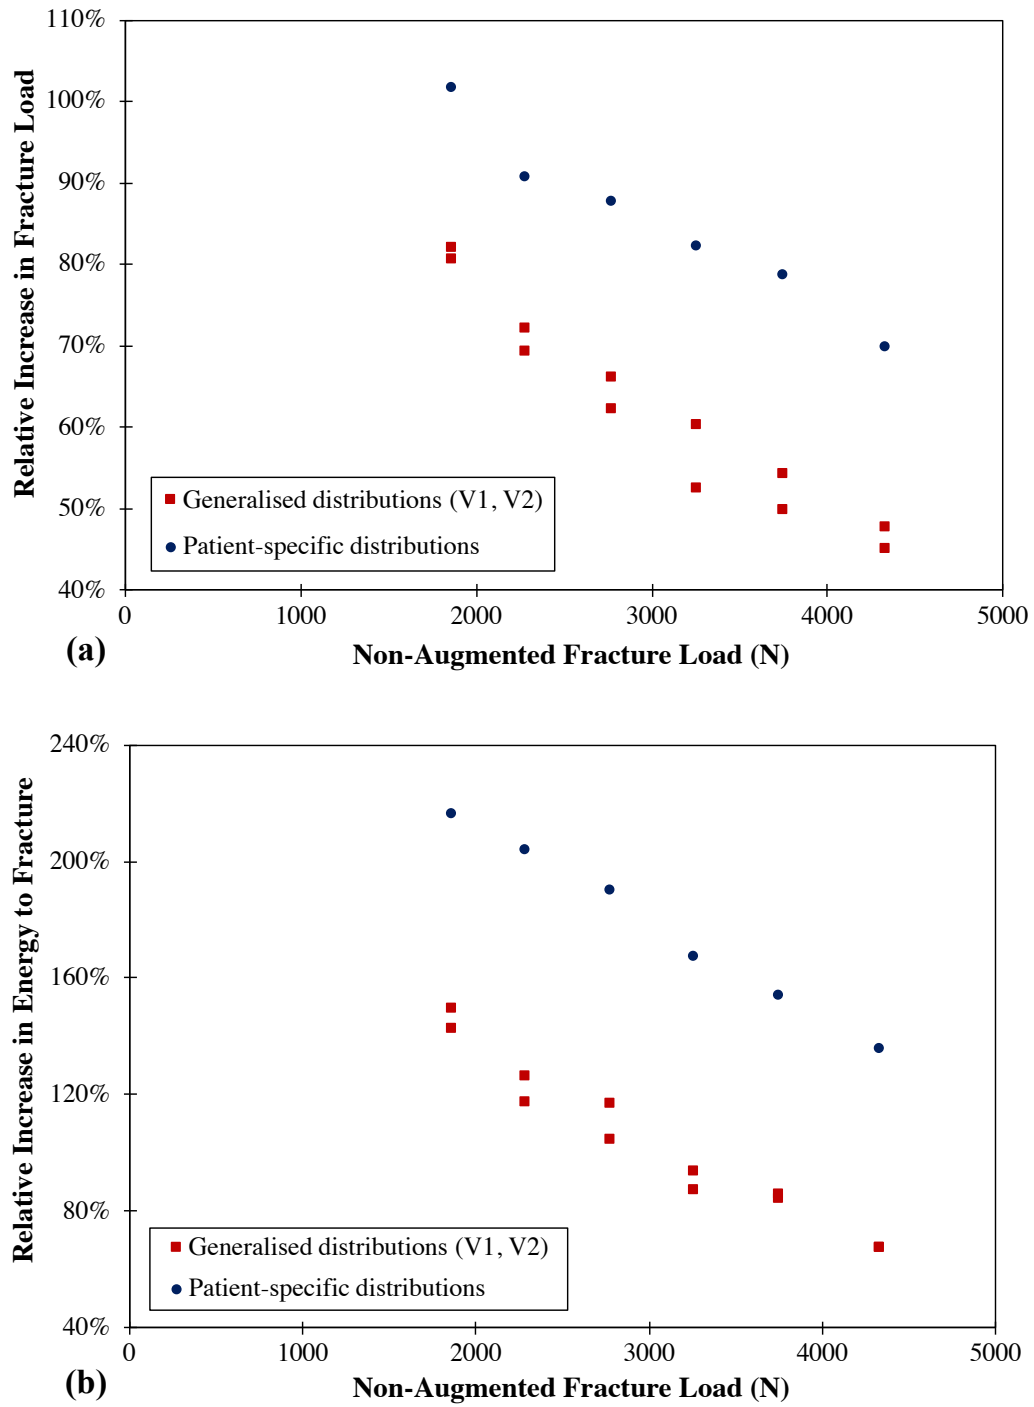 110%
100%
90%
80%
70%
60%
50%
40%
Relative Increase in Fracture Load
Generalised distributions (V1, V2)
Patient-specific distributions
0
1000
2000
3000
4000
5000
(a)
Non-Augmented Fracture Load (N)
240%
200%
160%
120%
80%
40%
Relative Increase in Energy to Fracture
Generalised distributions (V1, V2)
Patient-specific distributions
0
1000
2000
3000
4000
5000
(b)
Non-Augmented Fracture Load (N)